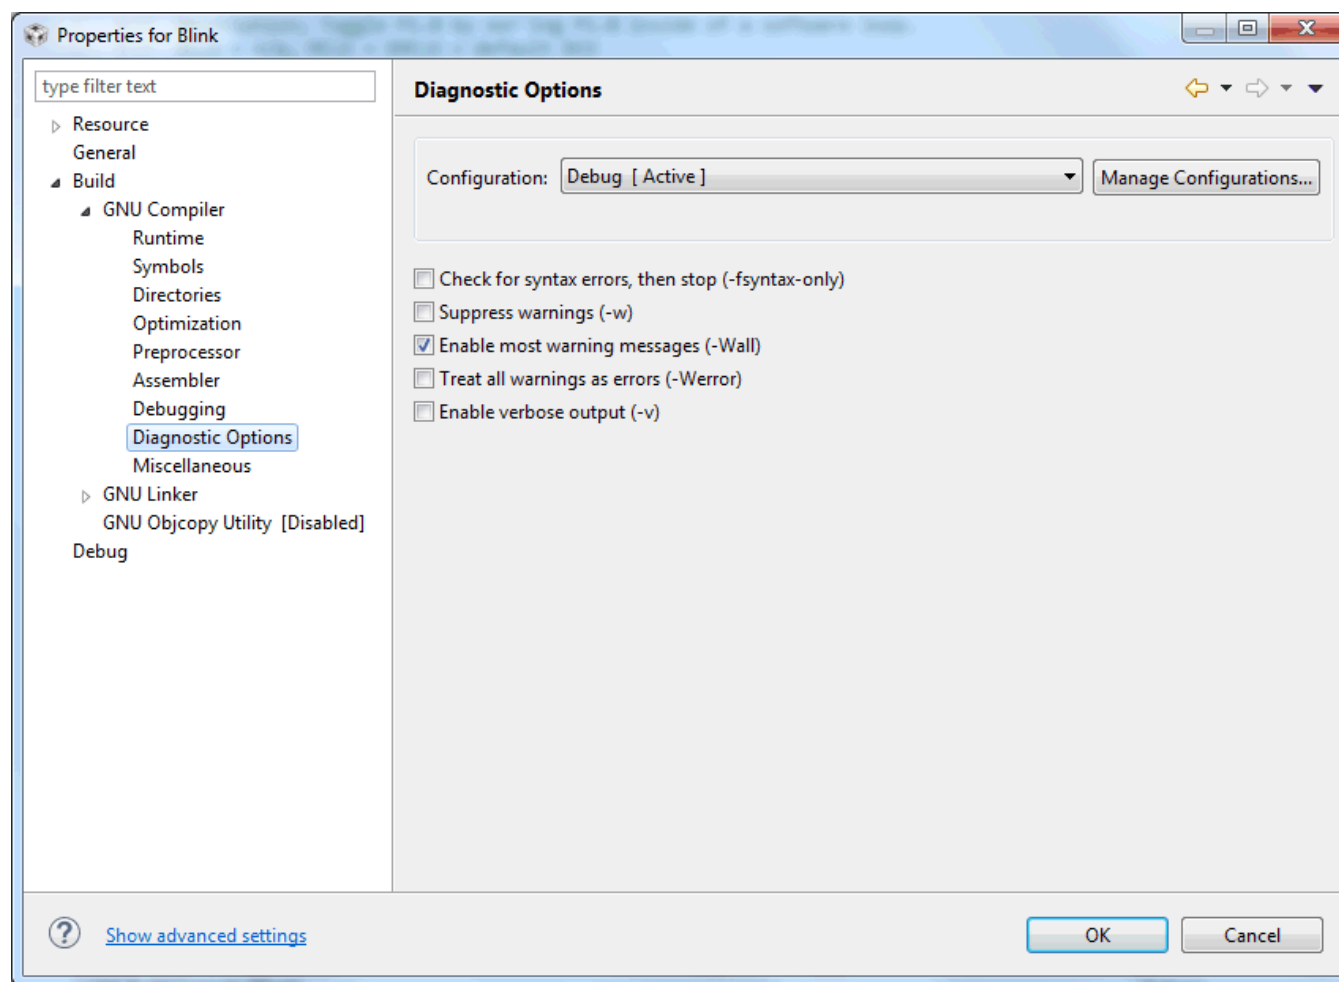 Properties for Blink
type filter text
Resource
General
Build
GNU Compiler
Runtime
Symbols
Directories
Optimization
Preprocessor
Assembler
Debugging
Diagnostic Options
Miscellaneous
GNU Linker
GNU Objcopy Utility [Disabled]
Debug
Diagnostic Options
Configuration: Debug [ Active ] Manage Configurations...
Check for syntax errors, then stop (-fsyntax-only)
Suppress warnings (-w)
Enable most warning messages (-Wall)
Treat all warnings as errors (-Werror)
Enable verbose output (-v)
Show advanced settings
OK Cancel